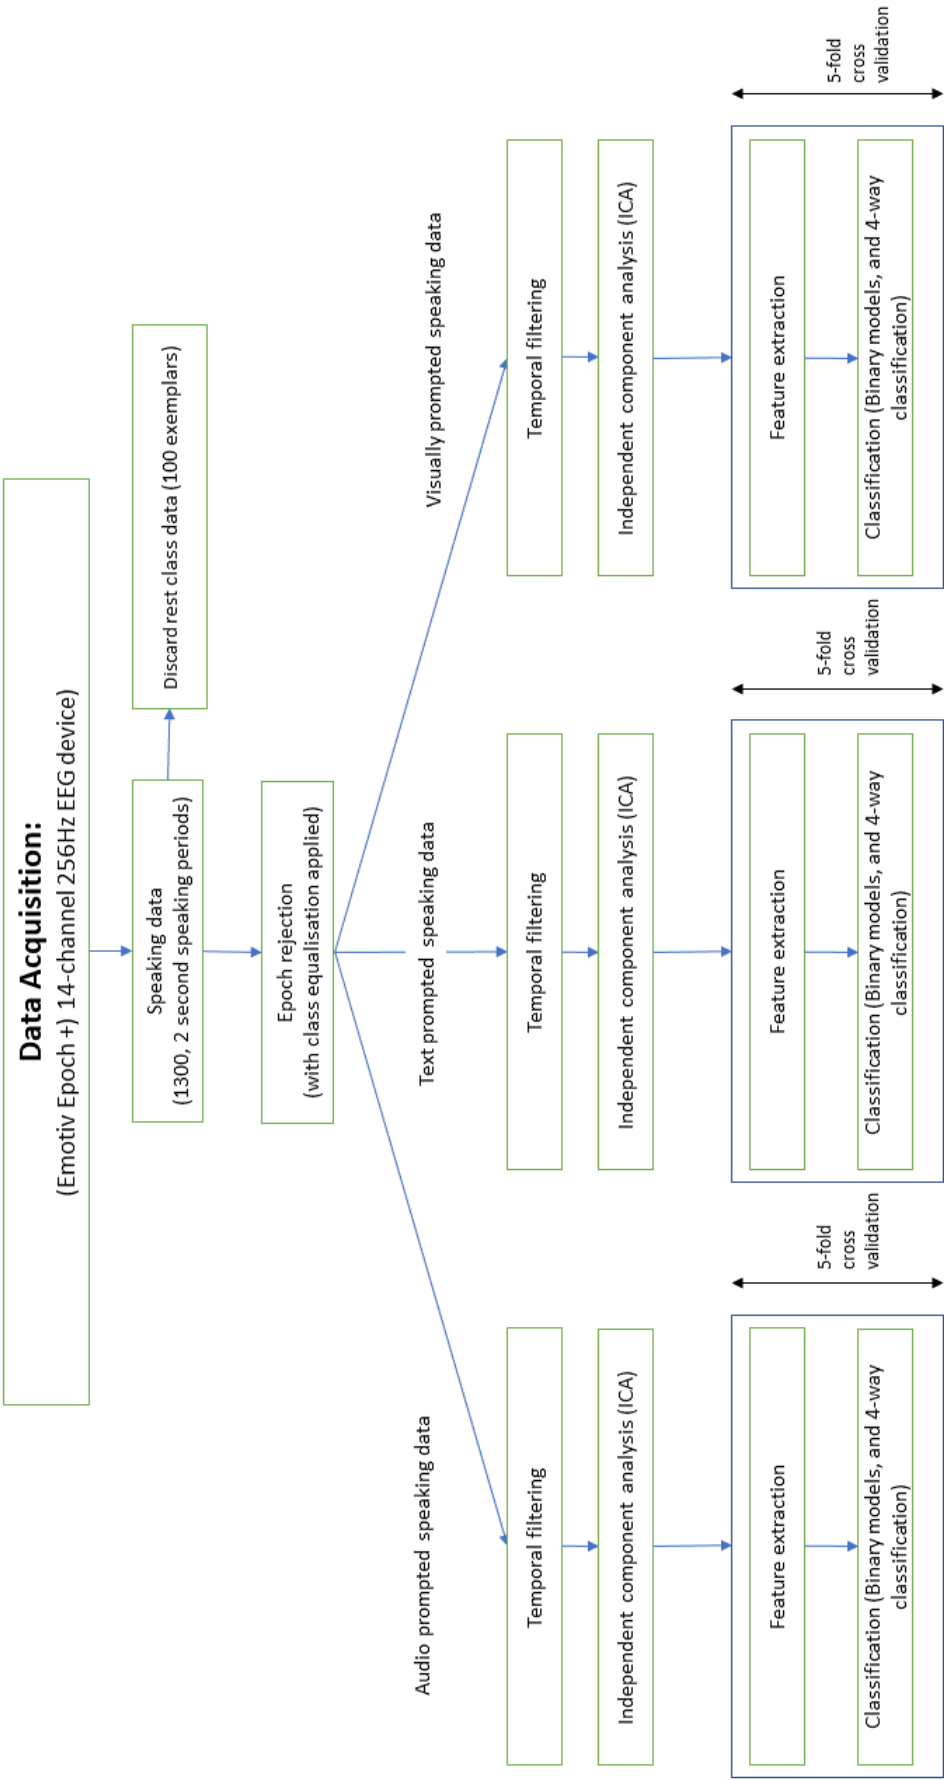 Data Acquisition:
(Emotiv Epoch +) 14-channel 256Hz EEG device)
Speaking data
(1300, 2 second speaking periods)
Discard rest class data (100 exemplars)
Epoch rejection
(with class equalisation applied)
Audio prompted speaking data
Text prompted speaking data
Visually prompted speaking data
Temporal filtering
Independent component analysis (ICA)
Feature extraction
Classification (Binary models, and 4-way
classification)
5-fold
cross
validation
Temporal filtering
Independent component analysis (ICA)
Feature extraction
Classification (Binary models, and 4-way
classification)
5-fold
cross
validation
Temporal filtering
Independent component analysis (ICA)
Feature extraction
Classification (Binary models, and 4-way
classification)
5-fold
cross
validation